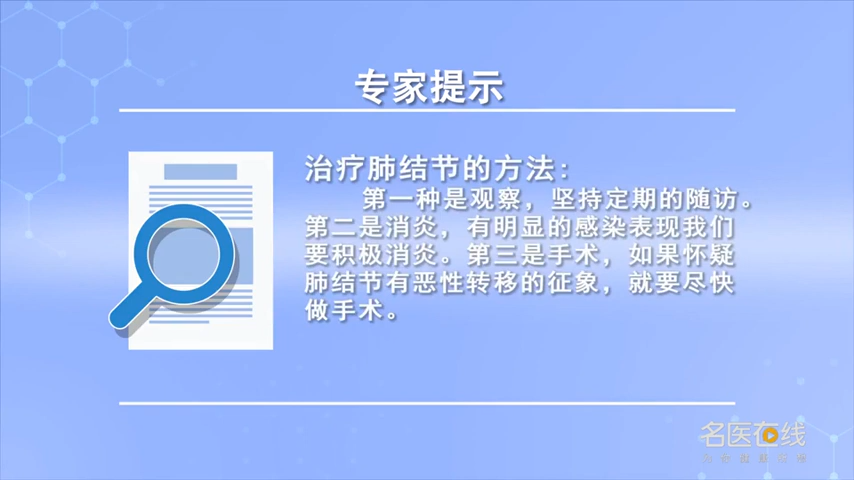 专家提示
治疗肺结节的方法：
第一种是观察，坚持定期的随访。
第二是消炎，有明显的感染表现我们
要积极消炎。第三是手术，如果怀疑
肺结节有恶性转移的征象，就要尽快
做手术。
名医在线